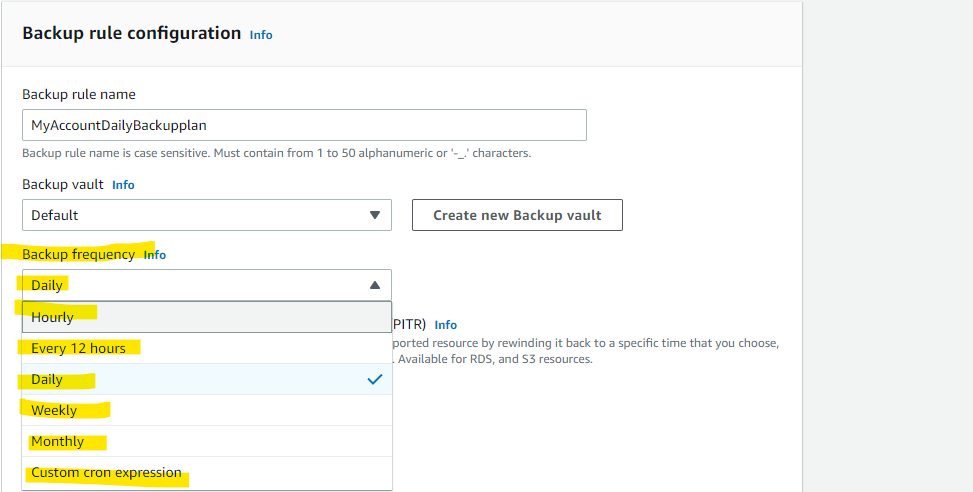 Backup rule configuration Info
Backup rule name
MyAccountDailyBackupplan
Backup rule name is case sensitive. Must contain from 1 to 50 alphanumeric or '-_.' characters.
Backup vault Info
Default
Create new Backup vault
Backup frequency Info
Daily
Hourly
PITR) Info
Every 12 hours
ported resource by rewinding it back to a specific time that you choose,
. Available for RDS, and S3 resources.
Daily
Weekly
Monthly
Custom cron expression